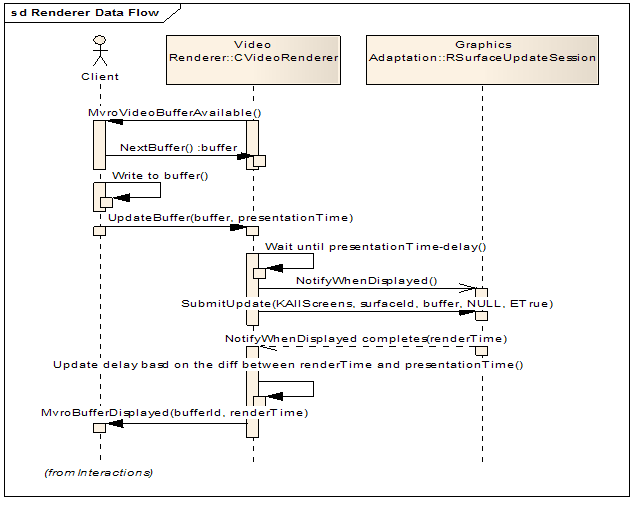 sd Renderer Data Flow
Client
Video
Renderer::CVideoRenderer
Graphics
Adaptation::RSurfaceUpdateSession
MvroVideoBufferAvailable()
NextBuffer() :buffer
Write to buffer()
UpdateBuffer(buffer, presentationTime)
Wait until presentationTime-delay()
NotifyWhenDisplayed()
SubmitUpdate(KAllScreens, surfaceId, buffer, NULL, ETrue)
NotifyWhenDisplayed completes(renderTime)
Update delay basd on the diff between renderTime and presentationTime()
MvroBufferDisplayed(bufferId, renderTime)
(from Interactions)